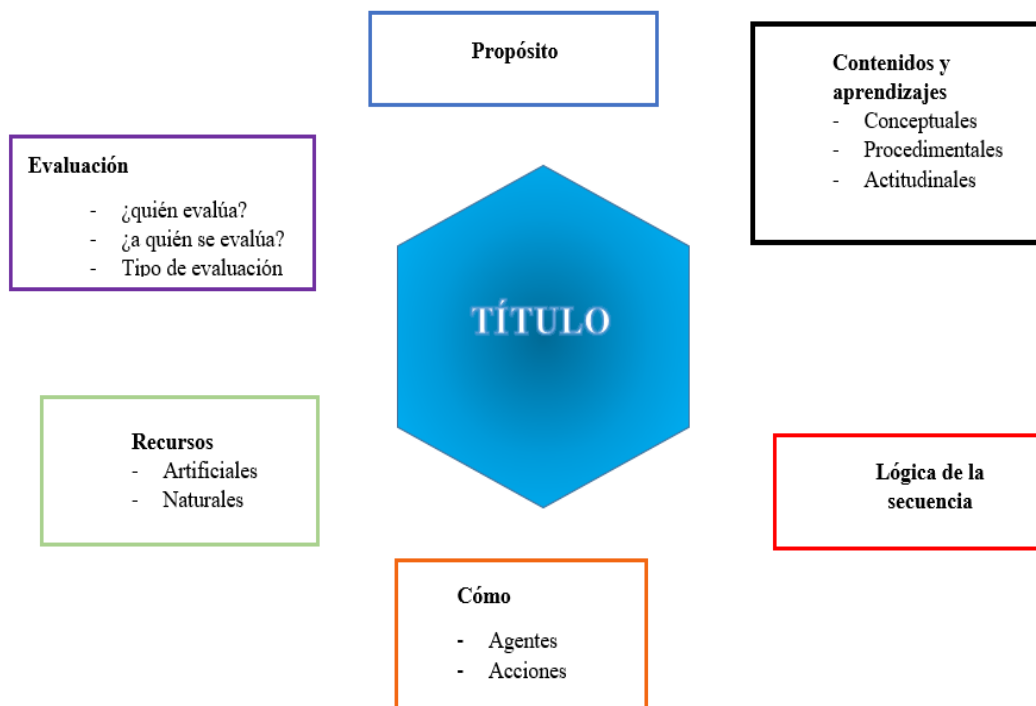 Propósito
Contenidos y
aprendizajes
- Conceptuales
- Procedimentales
- Actitudinales
Evaluación
- ¿quién evalúa?
- ¿a quién se evalúa?
- Tipo de evaluación
TÍTULO
Recursos
- Artificiales
- Naturales
Lógica de la
secuencia
Cómo
- Agentes
- Acciones